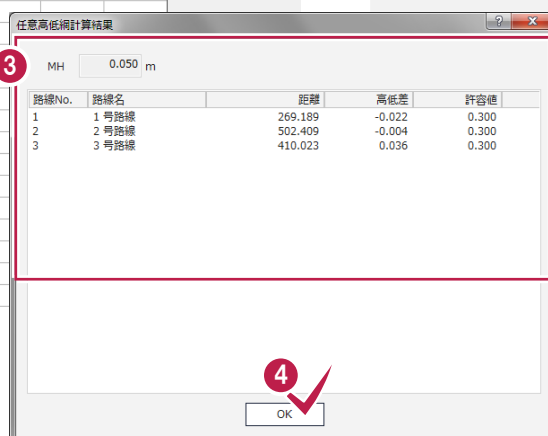 任意高低網計算結果
? x
3
MH 0.050 m
路線No. 路線名 距離 高低差 許容値
1 1 号路線 269.189 -0.022 0.300
2 2 号路線 502.409 -0.004 0.300
3 3 号路線 410.023 0.036 0.300
4
OK